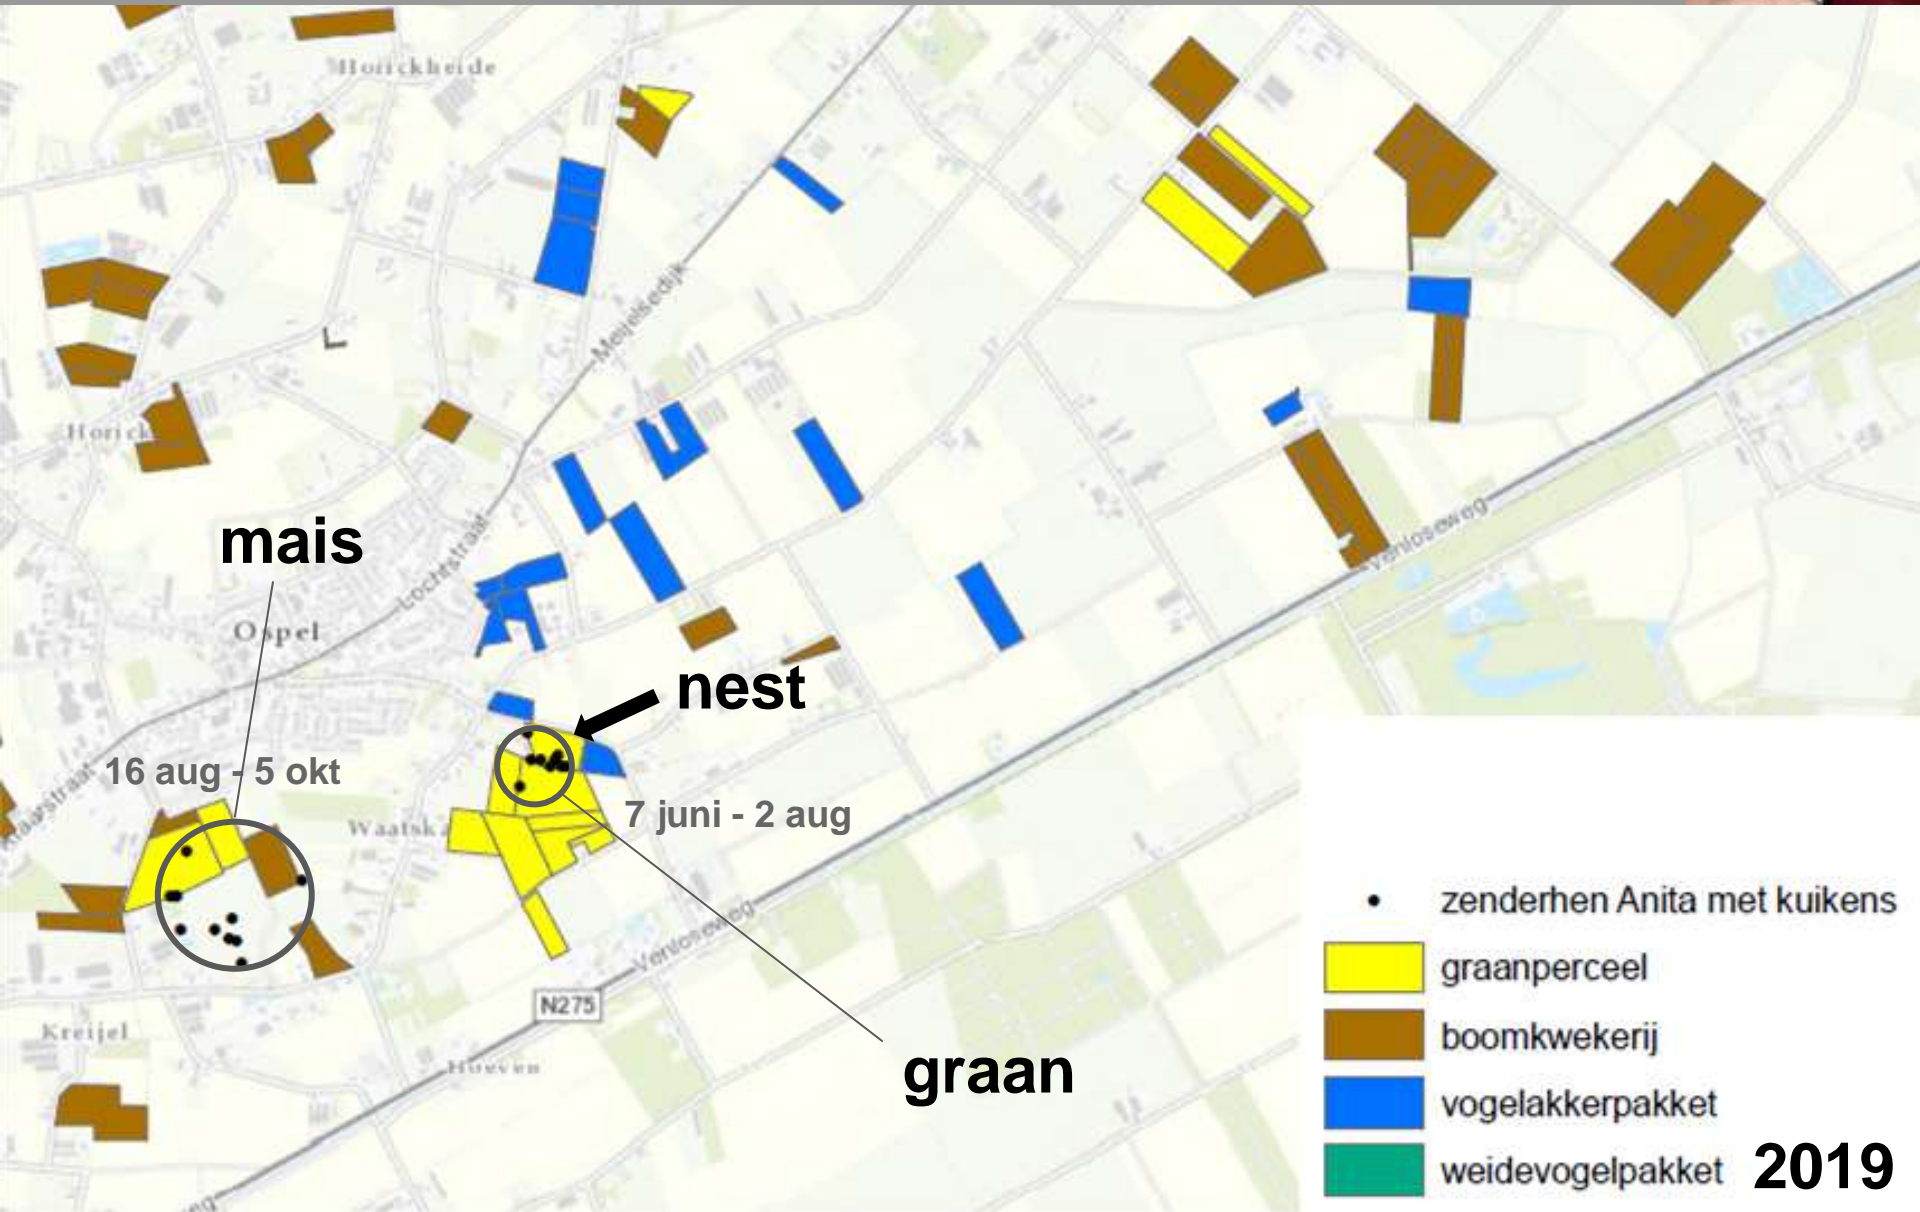 Horickheide
Meijelsedijk
Horick
mais
Lochtstraat
Venloseweg
Ospel
nest
16 aug - 5 okt
7 juni - 2 aug
Waatsk
zenderhen Anita met kuikens
Venloseweg
graanperceel
N275
Kreijel
boomkwekerij
Hoeven
graan
vogelakkerpakket
weidevogelpakket 2019